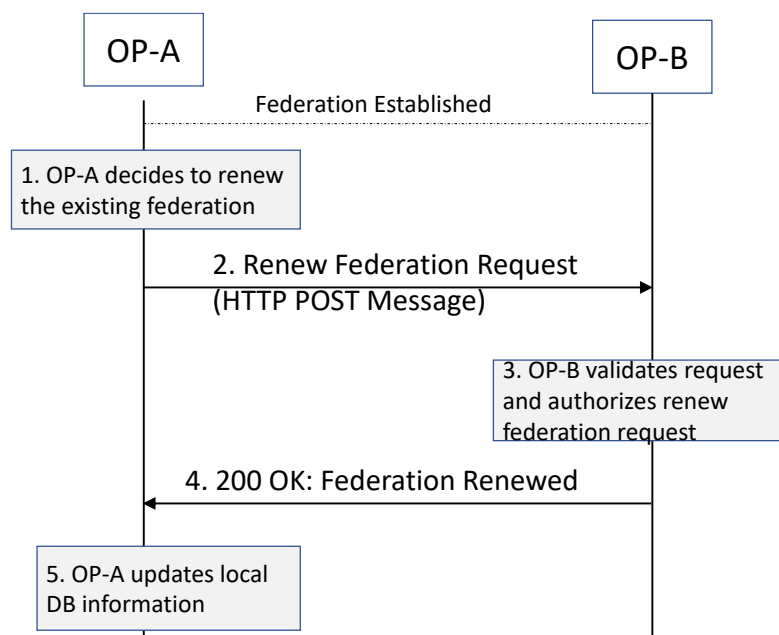 OP-A
OP-B
Federation Established
1. OP-A decides to renew
the existing federation
2. Renew Federation Request
(HTTP POST Message)
3. OP-B validates request
and authorizes renew
federation request
4. 200 OK: Federation Renewed
5. OP-A updates local
DB information